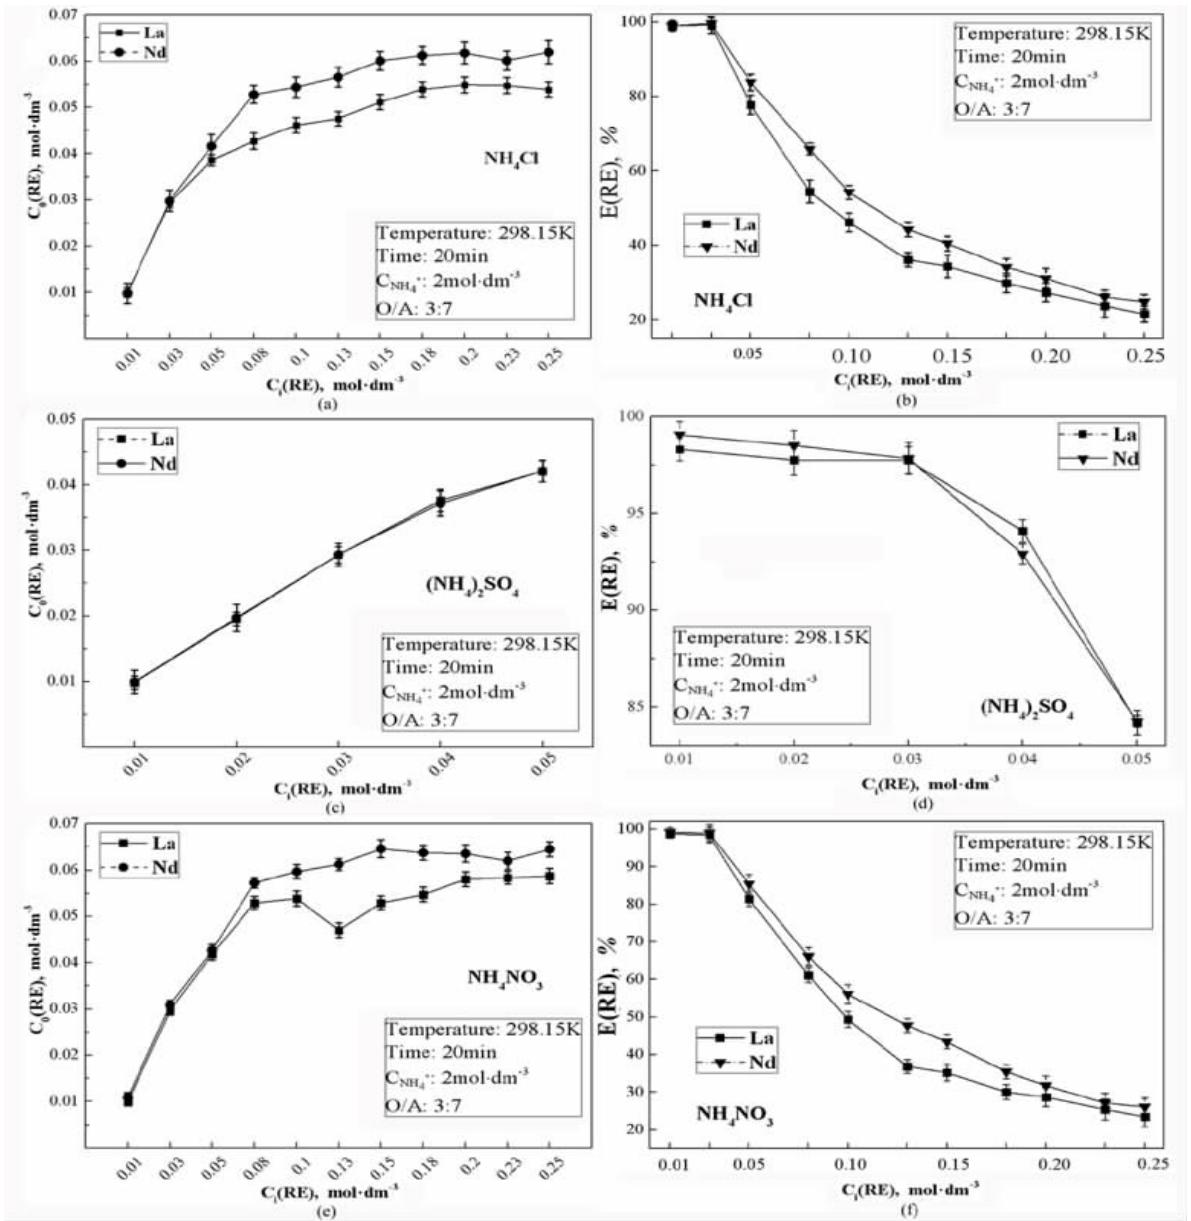 0.07
0.06
0.05
0.04
0.03
0.02
0.01
C₀(RE), mol·dm⁻³
La
Nd
NH₄Cl
Temperature: 298.15K
Time: 20min
C_NH₄⁺: 2mol·dm⁻³
O/A: 3:7
0.01 0.03 0.05 0.08 0.1 0.13 0.15 0.18 0.2 0.23 0.25
Cᵢ(RE), mol·dm⁻³
(a)
100
80
60
40
20
E(RE), %
Temperature: 298.15K
Time: 20min
C_NH₄⁺: 2mol·dm⁻³
O/A: 3:7
La
Nd
NH₄Cl
0.05 0.10 0.15 0.20 0.25
Cᵢ(RE), mol·dm⁻³
(b)
0.05
0.04
0.03
0.02
0.01
C₀(RE), mol·dm⁻³
La
Nd
(NH₄)₂SO₄
Temperature: 298.15K
Time: 20min
C_NH₄⁺: 2mol·dm⁻³
O/A: 3:7
0.01 0.02 0.03 0.04 0.05
Cᵢ(RE), mol·dm⁻³
(c)
100
95
90
85
E(RE), %
La
Nd
Temperature: 298.15K
Time: 20min
C_NH₄⁺: 2mol·dm⁻³
O/A: 3:7
(NH₄)₂SO₄
0.01 0.02 0.03 0.04 0.05
Cᵢ(RE), mol·dm⁻³
(d)
0.07
0.06
0.05
0.04
0.03
0.02
0.01
C₀(RE), mol·dm⁻³
La
Nd
NH₄NO₃
Temperature: 298.15K
Time: 20min
C_NH₄⁺: 2mol·dm⁻³
O/A: 3:7
0.01 0.03 0.05 0.08 0.1 0.13 0.15 0.18 0.2 0.23 0.25
Cᵢ(RE), mol·dm⁻³
(e)
100
90
80
70
60
50
40
30
20
E(RE), %
Temperature: 298.15K
Time: 20min
C_NH₄⁺: 2mol·dm⁻³
O/A: 3:7
La
Nd
NH₄NO₃
0.01 0.05 0.10 0.15 0.20 0.25
Cᵢ(RE), mol·dm⁻³
(f)